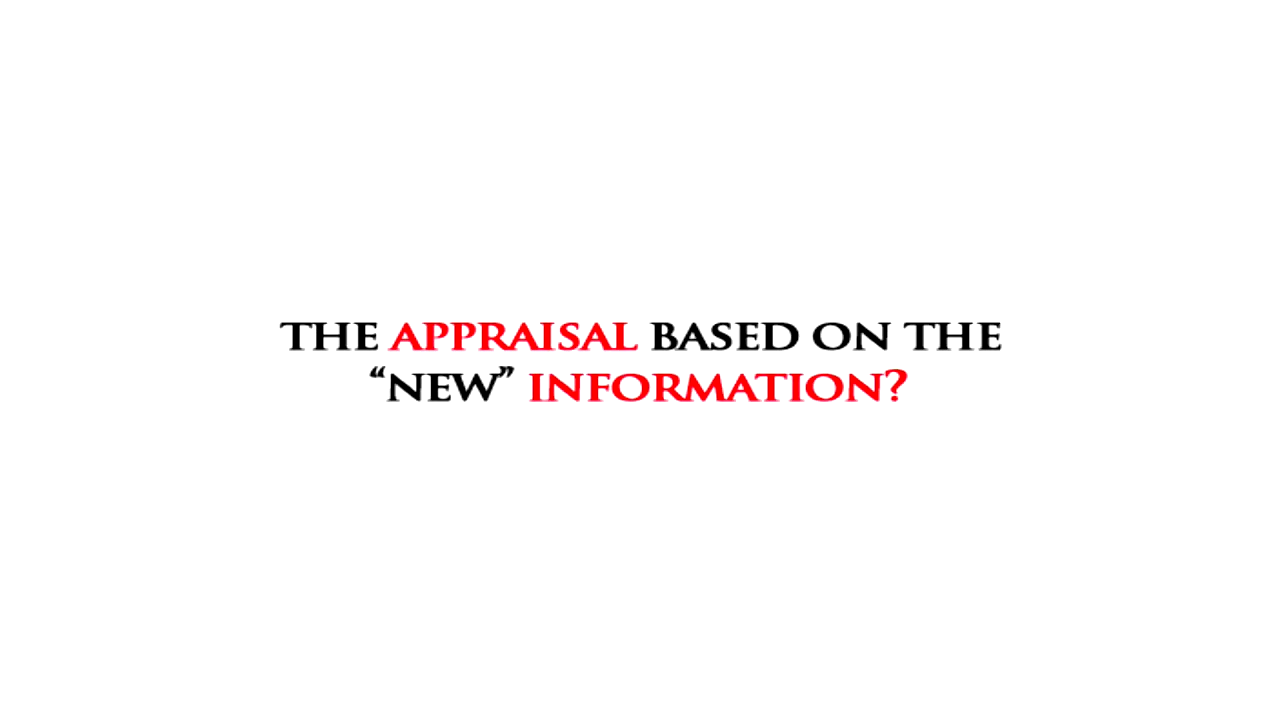 THE APPRAISAL BASED ON THE
“NEW” INFORMATION?